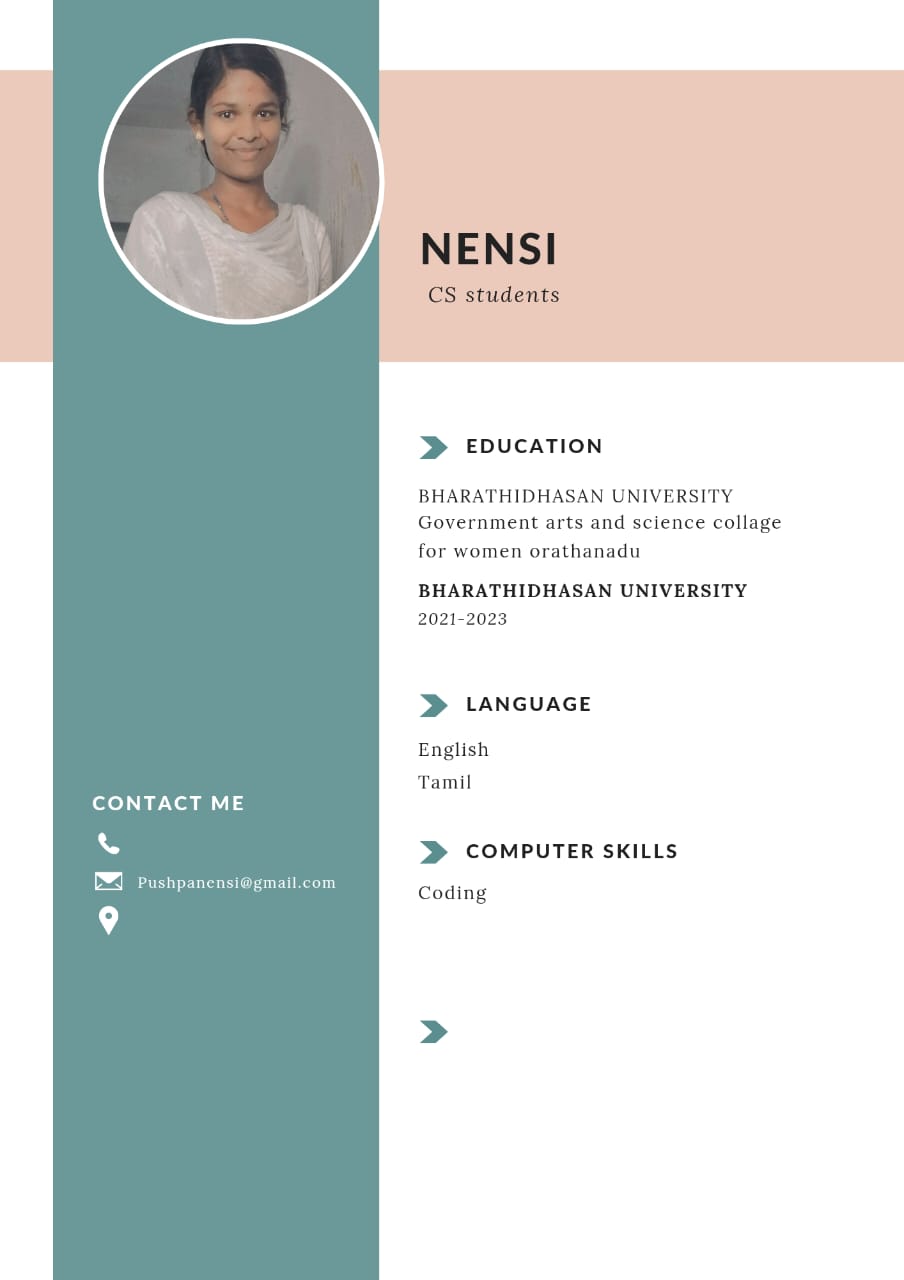 NENSI
CS students
EDUCATION
BHARATHIDHASAN UNIVERSITY
Government arts and science collage
for women orathanadu
BHARATHIDHASAN UNIVERSITY
2021-2023
LANGUAGE
English
Tamil
COMPUTER SKILLS
Coding
CONTACT ME
Pushpanensi@gmail.com